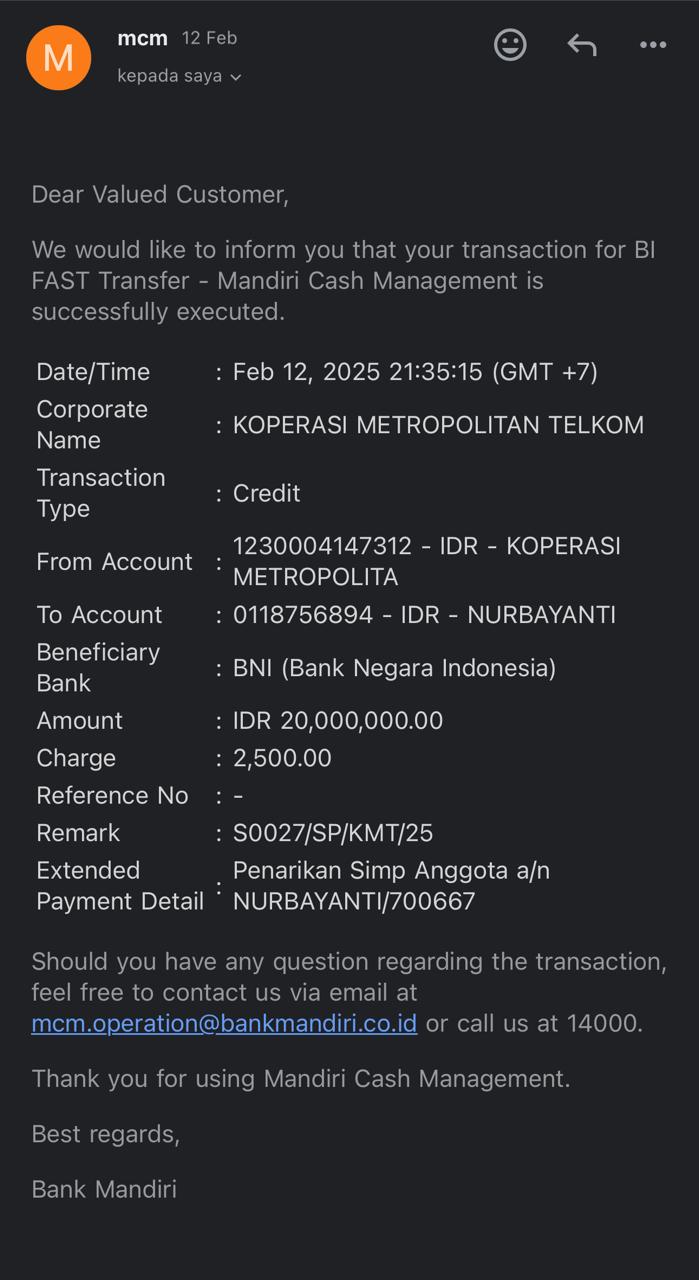 M
mcm 12 Feb
kepada saya
Dear Valued Customer,
We would like to inform you that your transaction for BI
FAST Transfer - Mandiri Cash Management is
successfully executed.
Date/Time : Feb 12, 2025 21:35:15 (GMT +7)
Corporate
Name : KOPERASI METROPOLITAN TELKOM
Transaction
Type : Credit
From Account : 1230004147312 - IDR - KOPERASI
METROPOLITA
To Account : 0118756894 - IDR - NURBAYANTI
Beneficiary
Bank : BNI (Bank Negara Indonesia)
Amount : IDR 20,000,000.00
Charge : 2,500.00
Reference No : -
Remark : S0027/SP/KMT/25
Extended
Payment Detail : Penarikan Simp Anggota a/n
NURBAYANTI/700667
Should you have any question regarding the transaction,
feel free to contact us via email at
mcm.operation@bankmandiri.co.id or call us at 14000.
Thank you for using Mandiri Cash Management.
Best regards,
Bank Mandiri